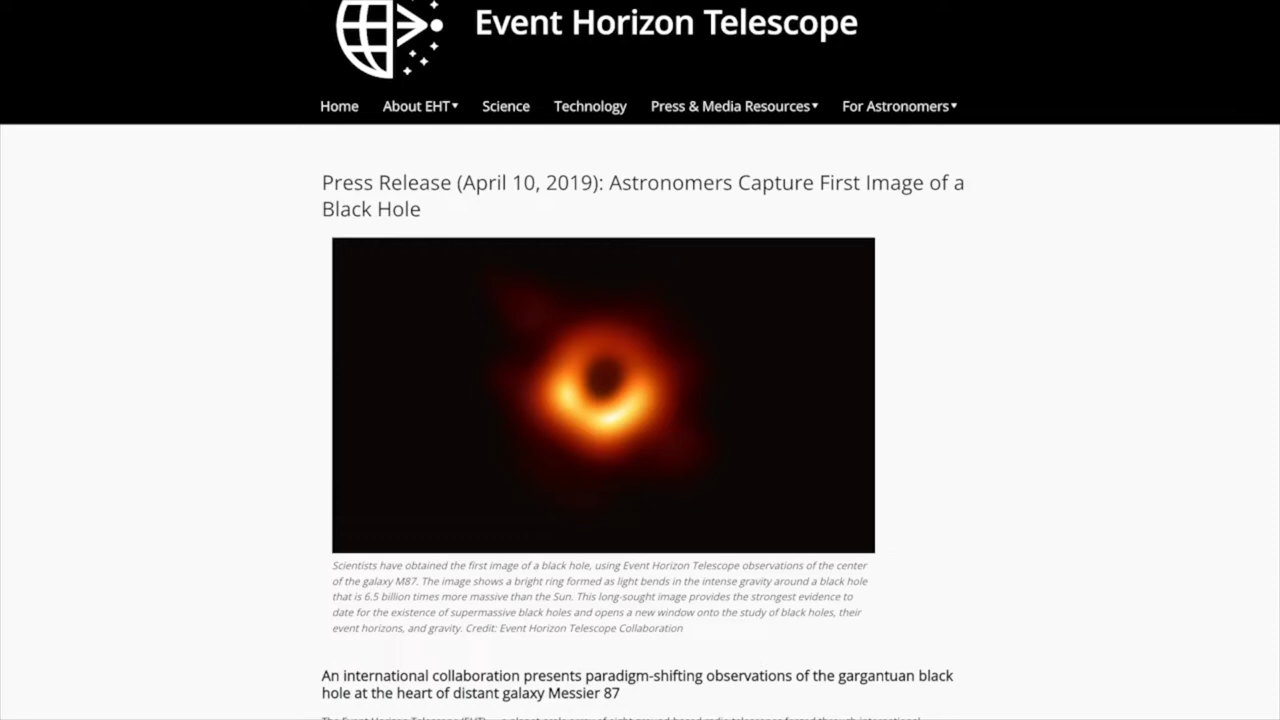 Event Horizon Telescope
Home About EHT▾ Science Technology Press & Media Resources▾ For Astronomers▾
Press Release (April 10, 2019): Astronomers Capture First Image of a
Black Hole
Scientists have obtained the first image of a black hole, using Event Horizon Telescope observations of the center
of the galaxy M87. The image shows a bright ring formed as light bends in the intense gravity around a black hole
that is 6.5 billion times more massive than the Sun. This long-sought image provides the strongest evidence to
date for the existence of supermassive black holes and opens a new window onto the study of black holes, their
event horizons, and gravity. Credit: Event Horizon Telescope Collaboration
An international collaboration presents paradigm-shifting observations of the gargantuan black
hole at the heart of distant galaxy Messier 87